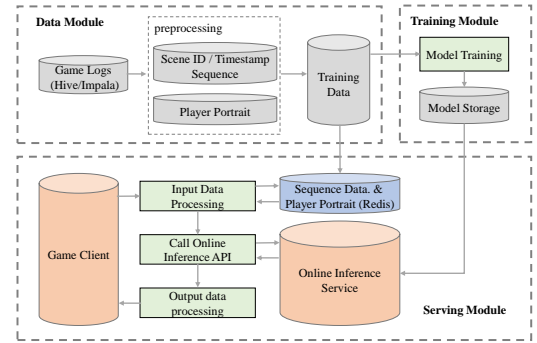 Data Module
preprocessing
Training Module
Game Logs
(Hive/Impala)
Scene ID / Timestamp
Sequence
Player Portrait
Training
Data
Model Training
Model Storage
Game Client
Input Data
Processing
Sequence Data. &
Player Portrait (Redis)
Call Online
Inference API
Online Inference
Service
Output data
processing
Serving Module